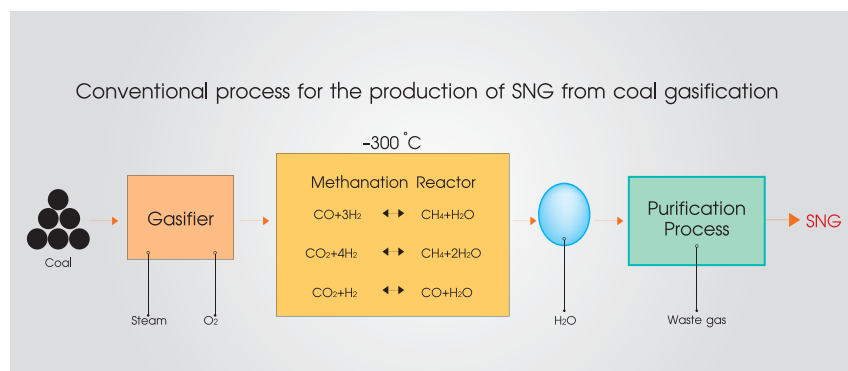 Conventional process for the production of SNG from coal gasification
-300 °C
Methanation Reactor
CO+3H₂ ↔ CH₄+H₂O
CO₂+4H₂ ↔ CH₄+2H₂O
CO₂+H₂ ↔ CO+H₂O
Gasifier
Purification
Process
SNG
Coal
Steam
O₂
H₂O
Waste gas